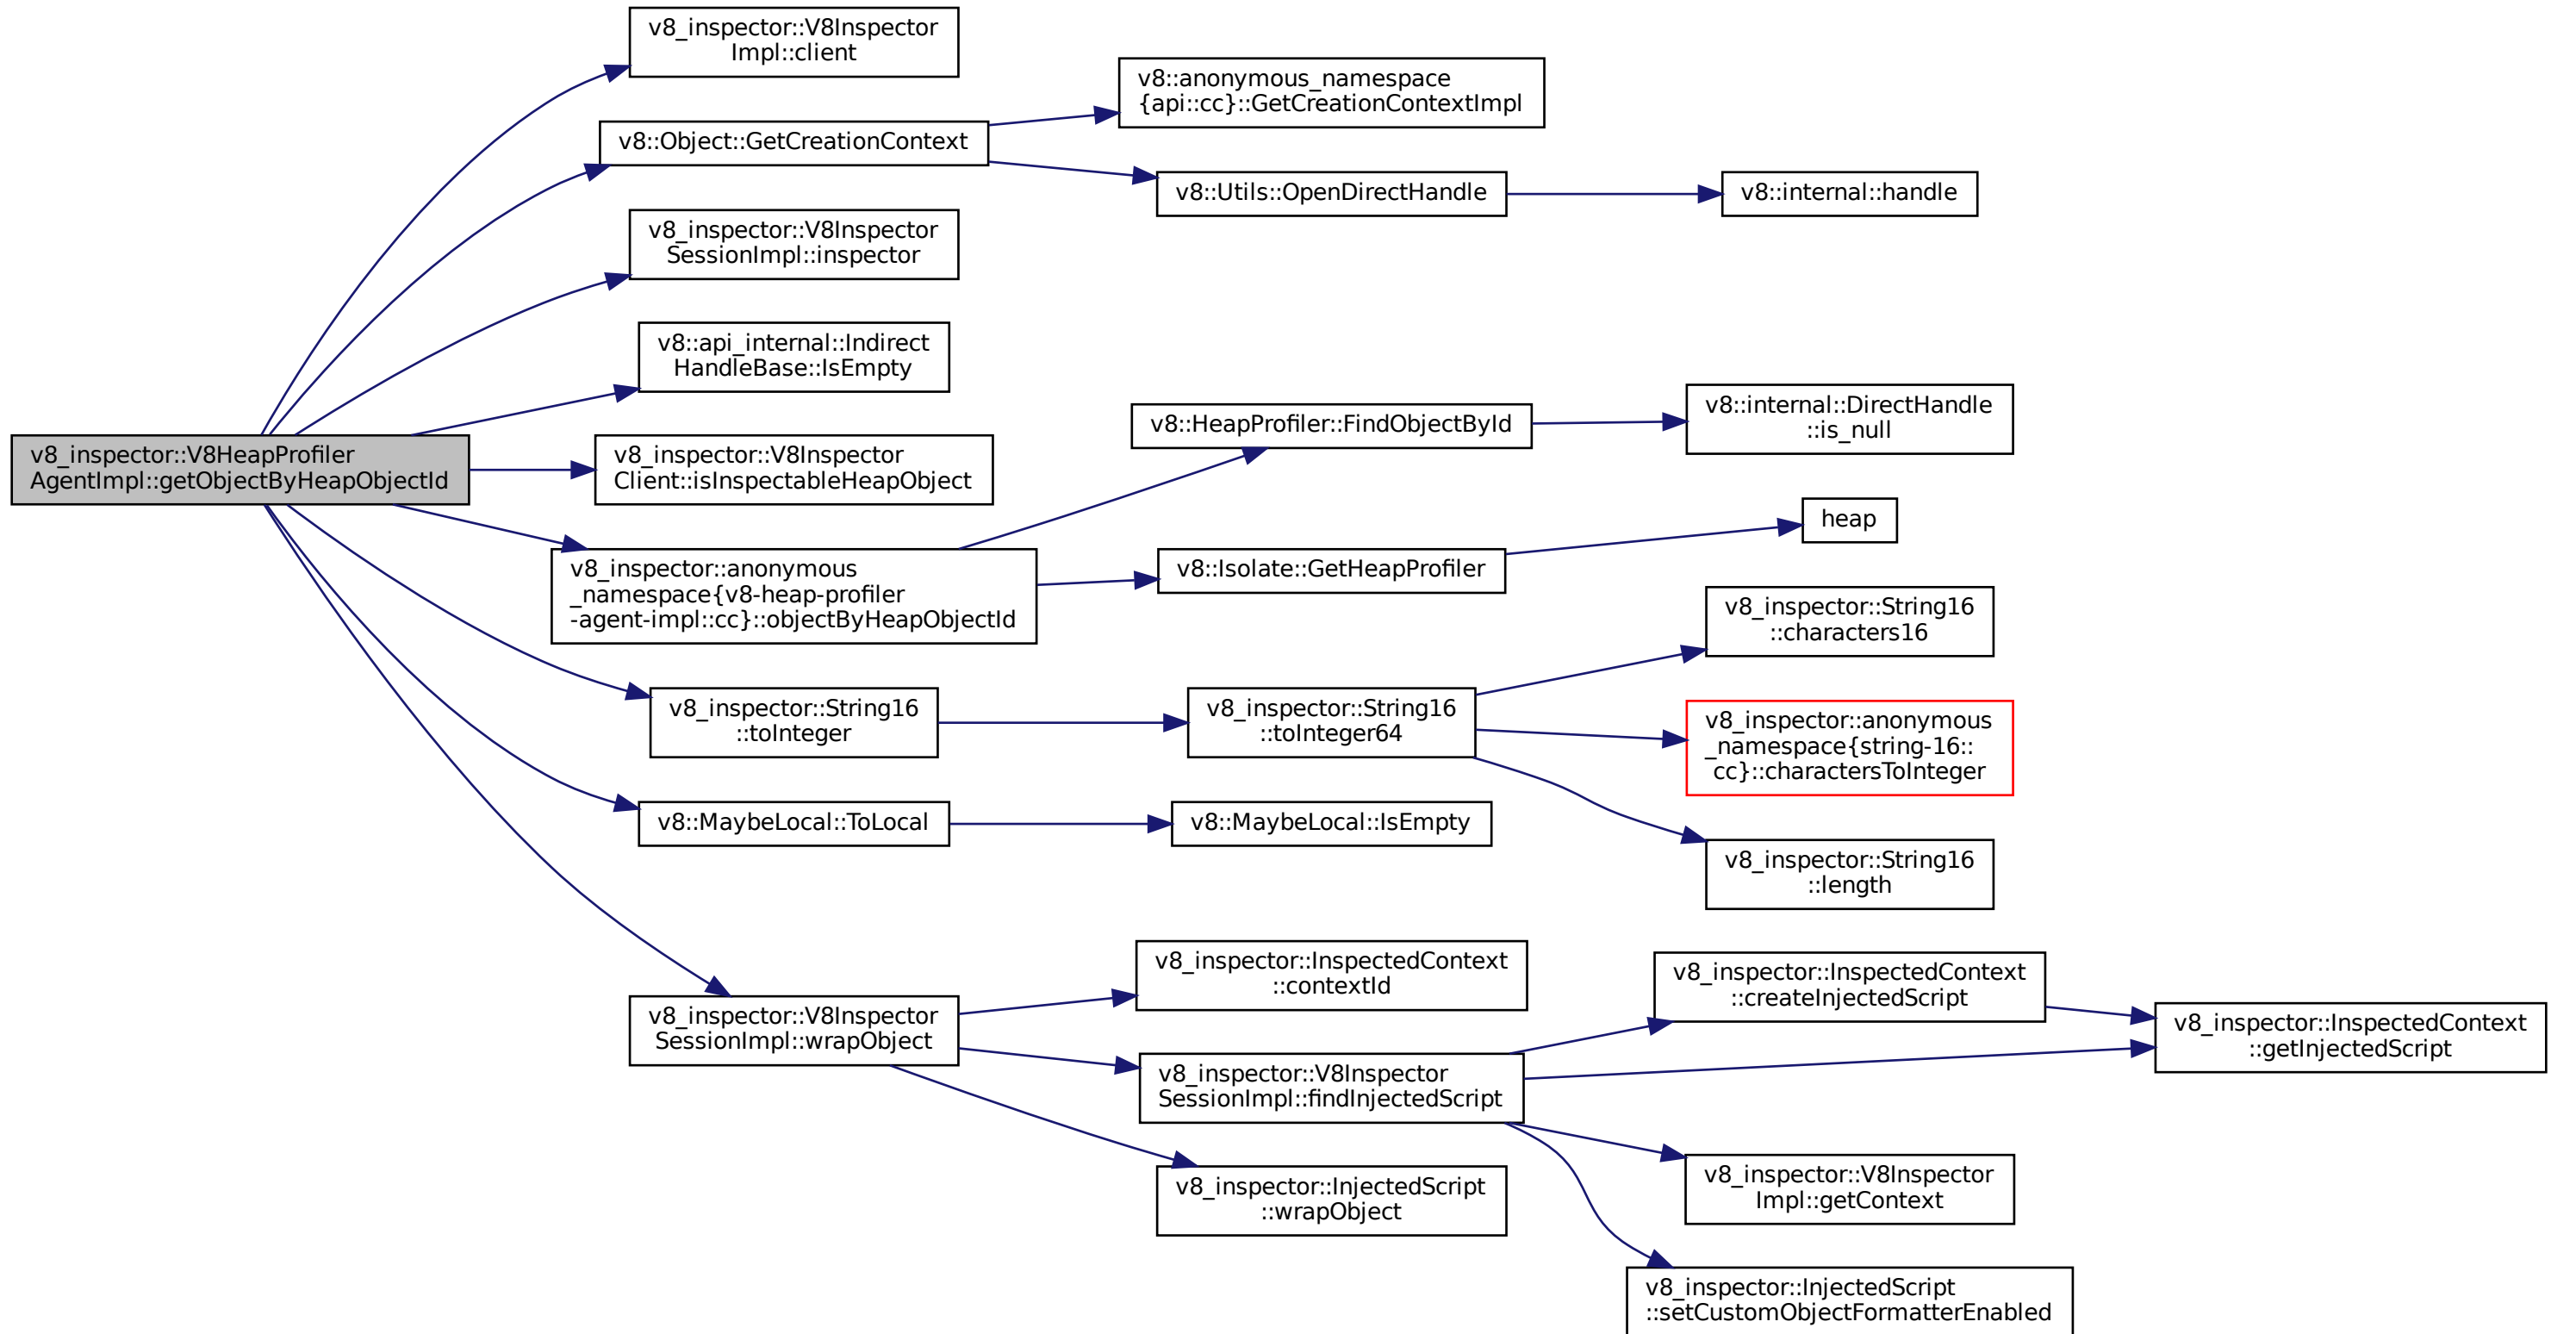 v8_inspector::V8HeapProfiler
AgentImpl::getObjectByHeapObjectId
v8_inspector::V8Inspector
Impl::client
v8::Object::GetCreationContext
v8::anonymous_namespace
{api::cc}::GetCreationContextImpl
v8::Utils::OpenDirectHandle
v8::internal::handle
v8_inspector::V8Inspector
SessionImpl::inspector
v8::api_internal::Indirect
HandleBase::IsEmpty
v8_inspector::V8Inspector
Client::isInspectableHeapObject
v8_inspector::anonymous
_namespace{v8-heap-profiler
-agent-impl::cc}::objectByHeapObjectId
v8::HeapProfiler::FindObjectById
v8::internal::DirectHandle
::is_null
v8::Isolate::GetHeapProfiler
heap
v8_inspector::String16
::toInteger
v8_inspector::String16
::toInteger64
v8_inspector::String16
::characters16
v8_inspector::anonymous
_namespace{string-16::
cc}::charactersToInteger
v8_inspector::String16
::length
v8::MaybeLocal::ToLocal
v8::MaybeLocal::IsEmpty
v8_inspector::V8Inspector
SessionImpl::wrapObject
v8_inspector::InspectedContext
::contextId
v8_inspector::V8Inspector
SessionImpl::findInjectedScript
v8_inspector::InspectedContext
::createInjectedScript
v8_inspector::InspectedContext
::getInjectedScript
v8_inspector::V8Inspector
Impl::getContext
v8_inspector::InjectedScript
::setCustomObjectFormatterEnabled
v8_inspector::InjectedScript
::wrapObject